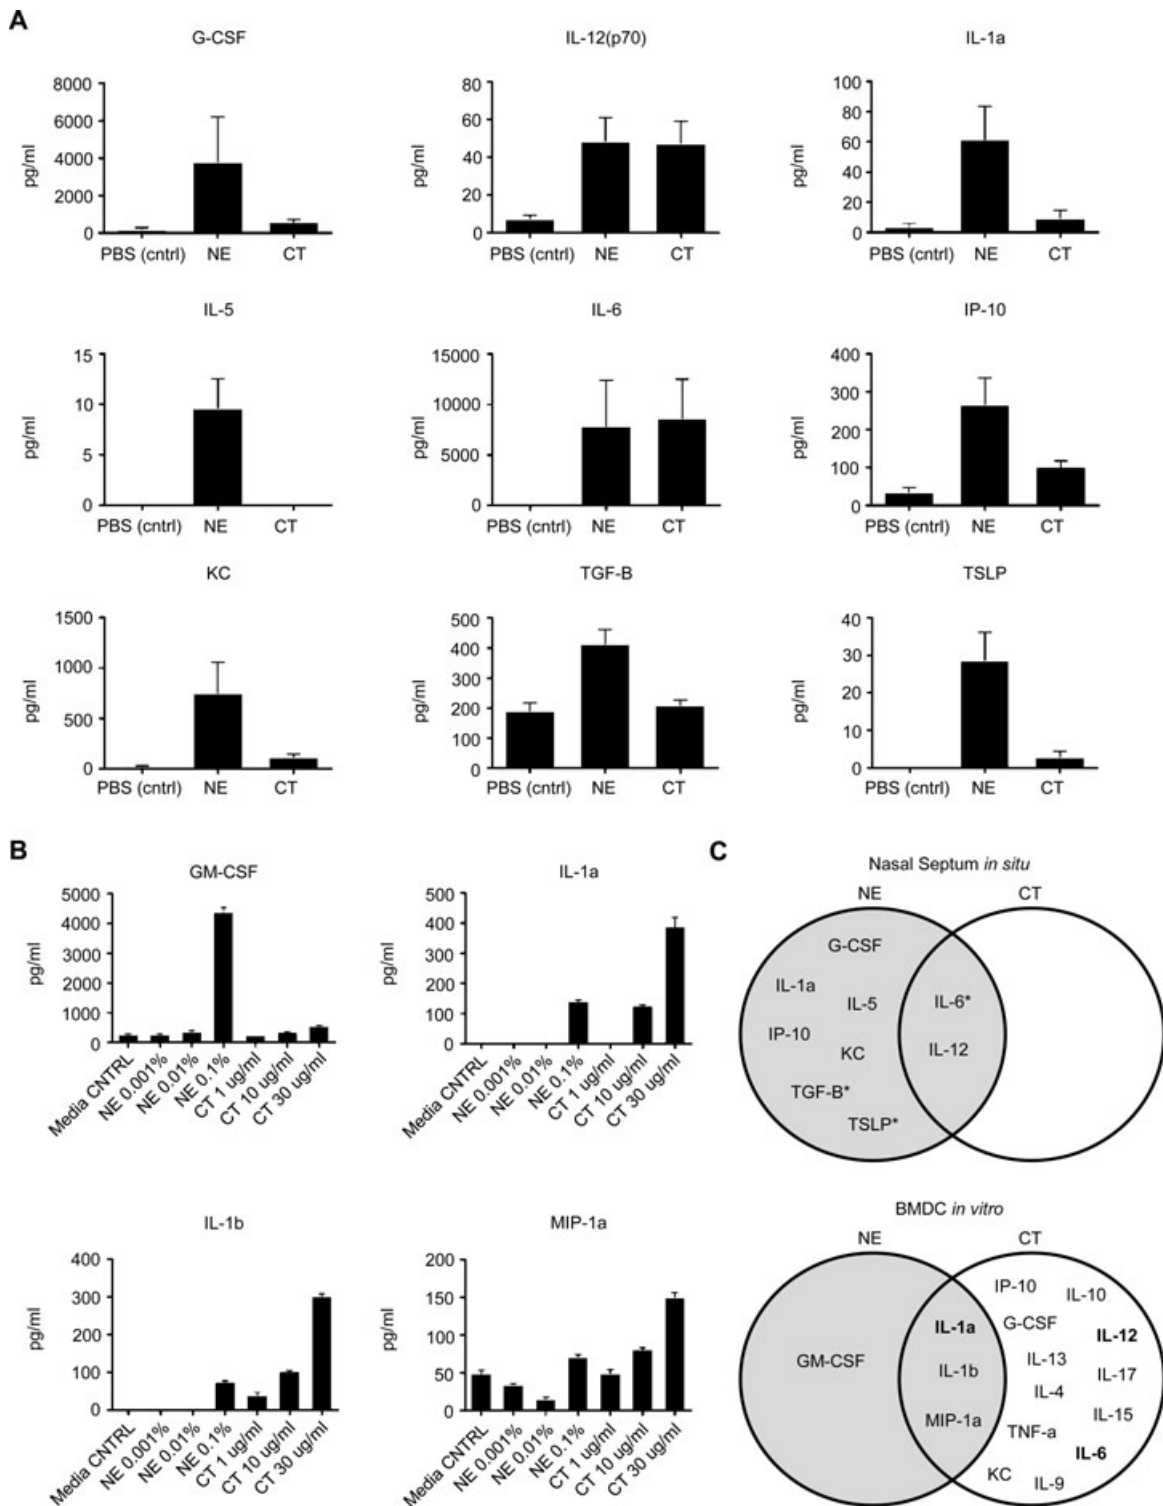 A
G-CSF
IL-12(p70)
IL-1a
pg/ml
8000
6000
4000
2000
0
PBS (cntrl) NE CT
pg/ml
80
60
40
20
0
PBS (cntrl) NE CT
pg/ml
100
80
60
40
20
0
PBS (cntrl) NE CT
IL-5
IL-6
IP-10
pg/ml
15
10
5
0
PBS (cntrl) NE CT
pg/ml
15000
10000
5000
0
PBS (cntrl) NE CT
pg/ml
400
300
200
100
0
PBS (cntrl) NE CT
KC
TGF-B
TSLP
pg/ml
1500
1000
500
0
PBS (cntrl) NE CT
pg/ml
500
400
300
200
100
0
PBS (cntrl) NE CT
pg/ml
40
30
20
10
0
PBS (cntrl) NE CT
B
GM-CSF
pg/ml
5000
4000
3000
2000
1000
0
Media CNTRL
NE 0.001%
NE 0.01%
NE 0.1%
CT 1 ug/ml
CT 10 ug/ml
CT 30 ug/ml
IL-1a
pg/ml
500
400
300
200
100
0
Media CNTRL
NE 0.001%
NE 0.01%
NE 0.1%
CT 1 ug/ml
CT 10 ug/ml
CT 30 ug/ml
IL-1b
pg/ml
400
300
200
100
0
Media CNTRL
NE 0.001%
NE 0.01%
NE 0.1%
CT 1 ug/ml
CT 10 ug/ml
CT 30 ug/ml
MIP-1a
pg/ml
200
150
100
50
0
Media CNTRL
NE 0.001%
NE 0.01%
NE 0.1%
CT 1 ug/ml
CT 10 ug/ml
CT 30 ug/ml
C
Nasal Septum in situ
NE CT
G-CSF
IL-1a
IL-5
IP-10
KC
TGF-B*
TSLP*
IL-6*
IL-12
BMDC in vitro
NE CT
GM-CSF
IL-1a
IL-1b
MIP-1a
IP-10
IL-10
G-CSF
IL-12
IL-13
IL-17
IL-4
IL-15
TNF-a
IL-6
KC
IL-9